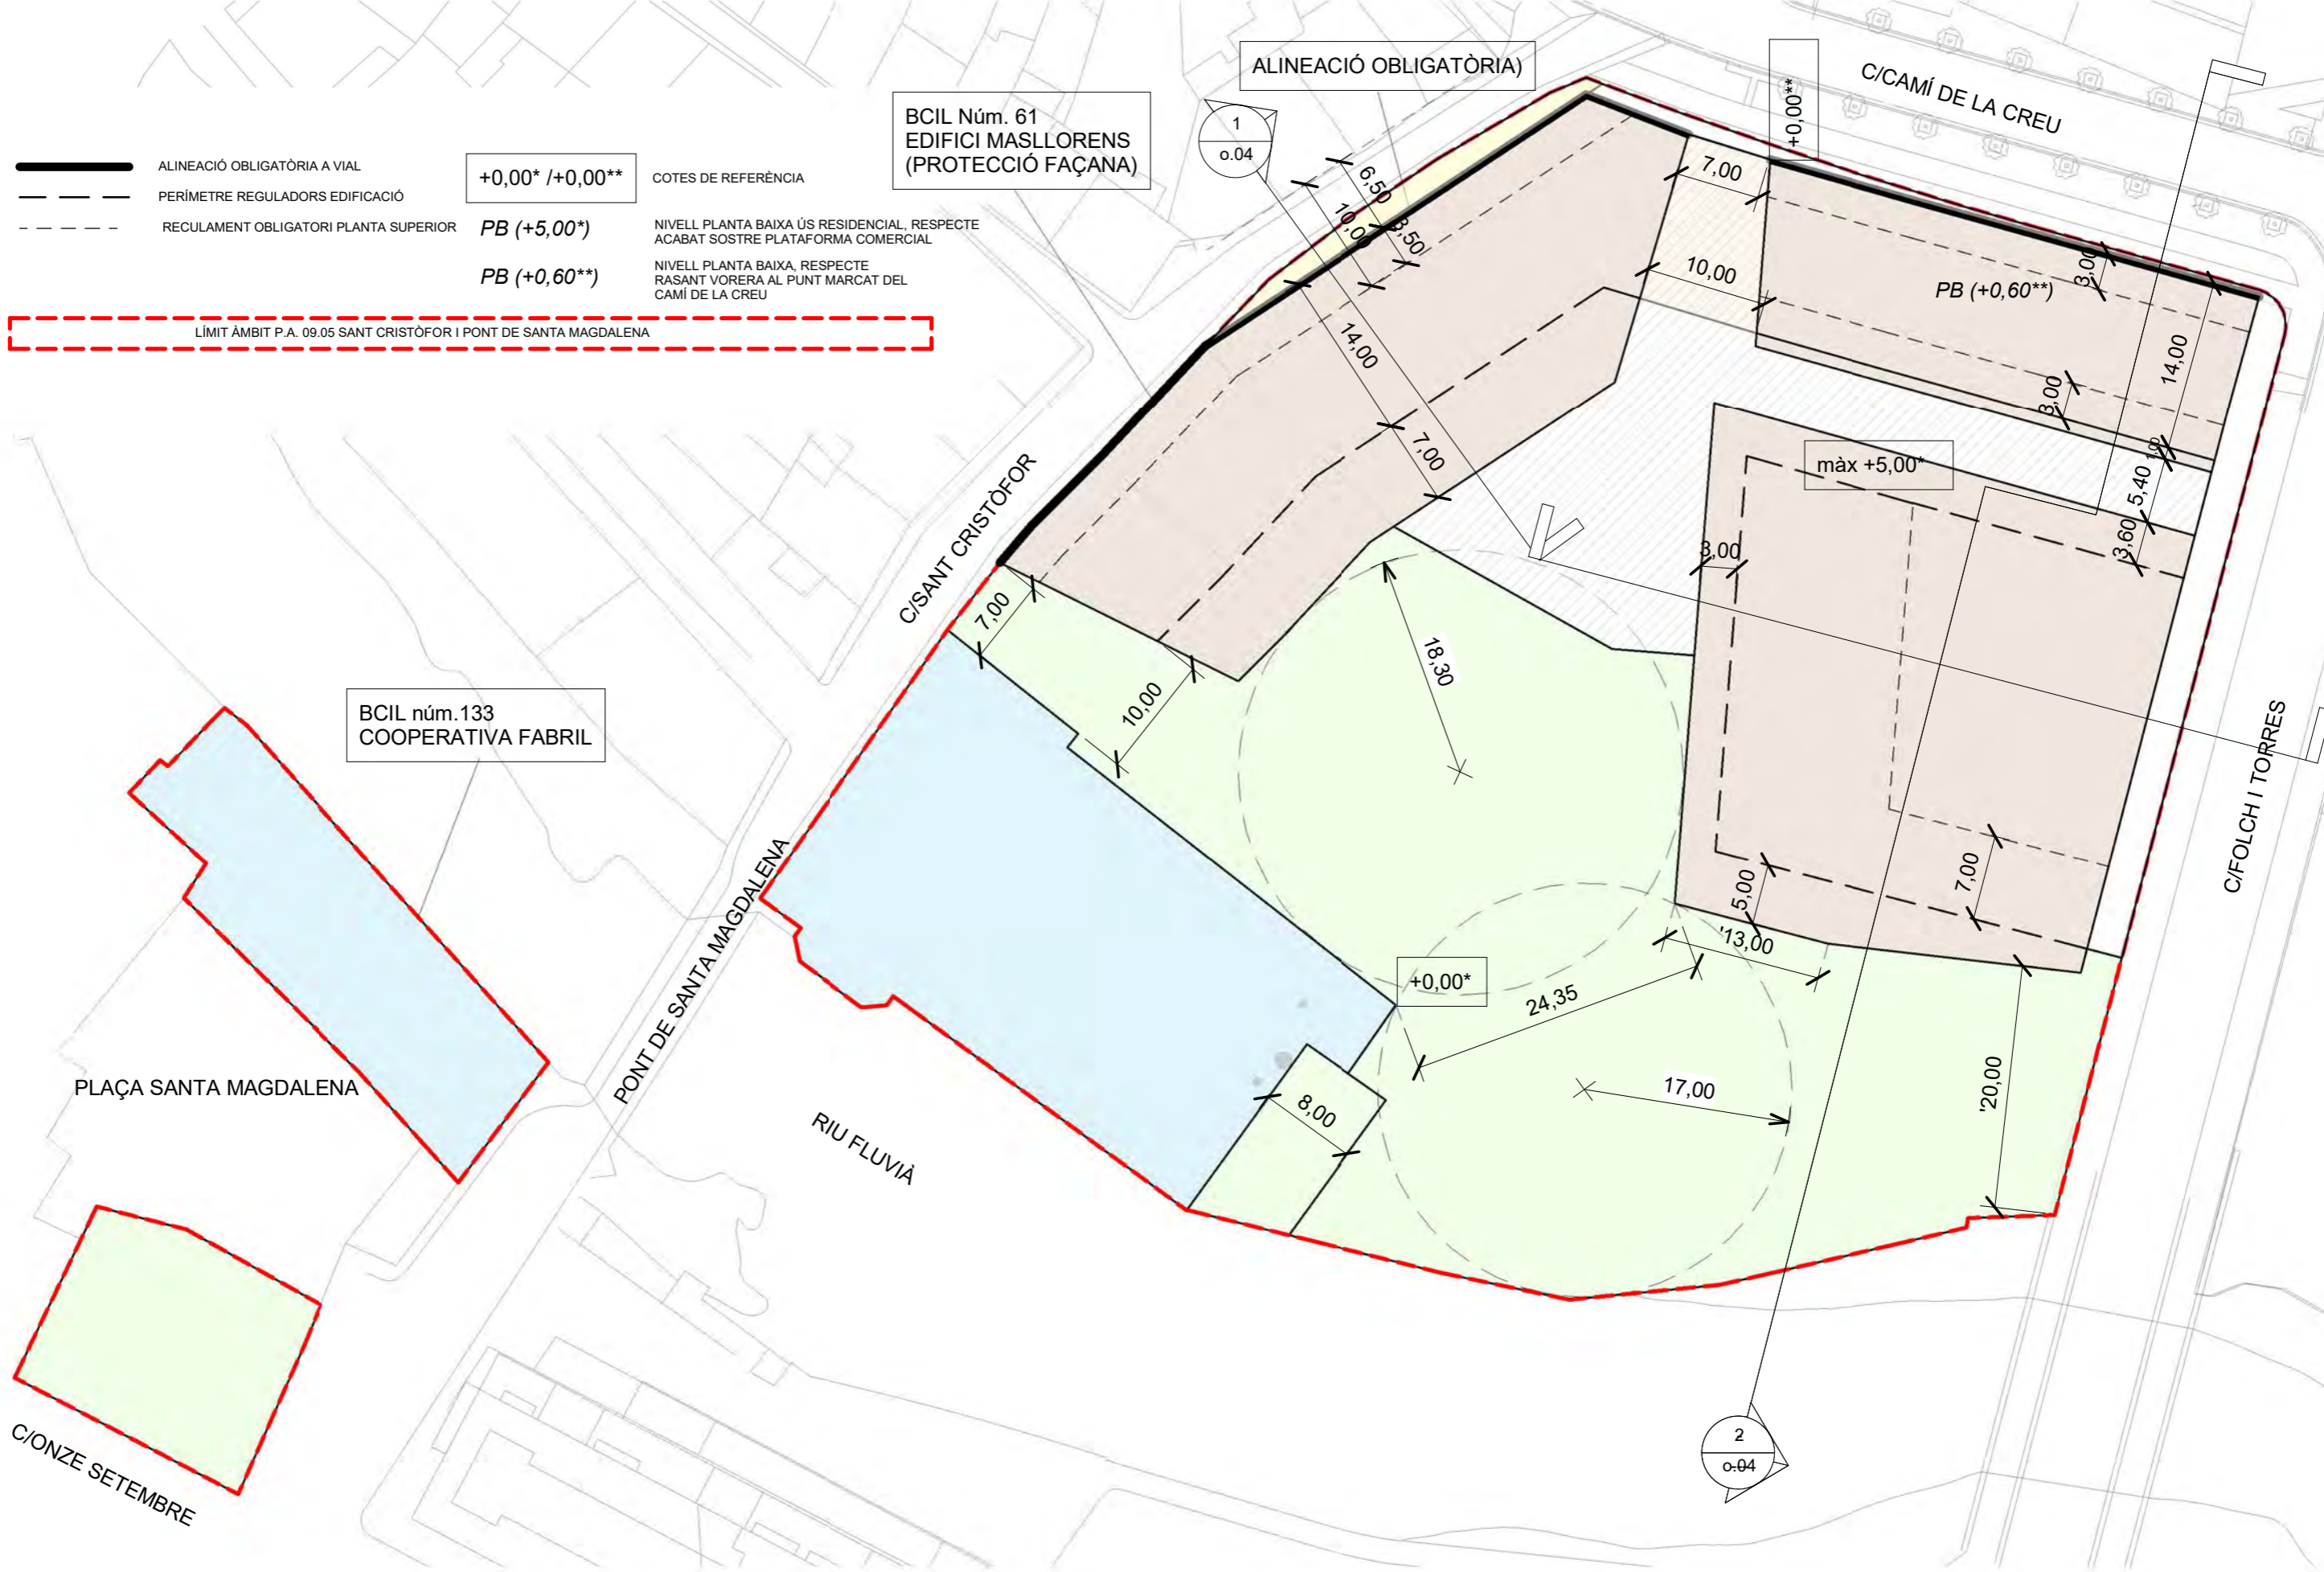 ALINEACIÓ OBLIGATÒRIA A VIAL
PERÍMETRE REGULADORS EDIFICACIÓ
RECULAMENT OBLIGATORI PLANTA SUPERIOR
+0,00* /+0,00**
COTES DE REFERÈNCIA
PB (+5,00*)
NIVELL PLANTA BAIXA ÚS RESIDENCIAL, RESPECTE
ACABAT SOSTRE PLATAFORMA COMERCIAL
PB (+0,60**)
NIVELL PLANTA BAIXA, RESPECTE
RASANT VORERA AL PUNT MARCAT DEL
CAMÍ DE LA CREU
LÍMIT ÀMBIT P.A. 09.05 SANT CRISTÒFOR I PONT DE SANTA MAGDALENA
BCIL Núm. 61
EDIFICI MASLLORENS
(PROTECCIÓ FAÇANA)
ALINEACIÓ OBLIGATÒRIA)
1
o.04
+0,00**
C/CAMÍ DE LA CREU
6,50
10,00
3,50
7,00
10,00
PB (+0,60**)
3,00
14,00
14,00
3,00
7,00
màx +5,00*
1,00
5,40
3,60
3,00
C/SANT CRISTÒFOR
7,00
10,00
18,30
BCIL núm.133
COOPERATIVA FABRIL
C/FOLCH I TORRES
PONT DE SANTA MAGDALENA
5,00
7,00
'13,00
+0,00*
24,35
17,00
'20,00
8,00
PLAÇA SANTA MAGDALENA
RIU FLUVIÀ
C/ONZE SETEMBRE
2
o.04